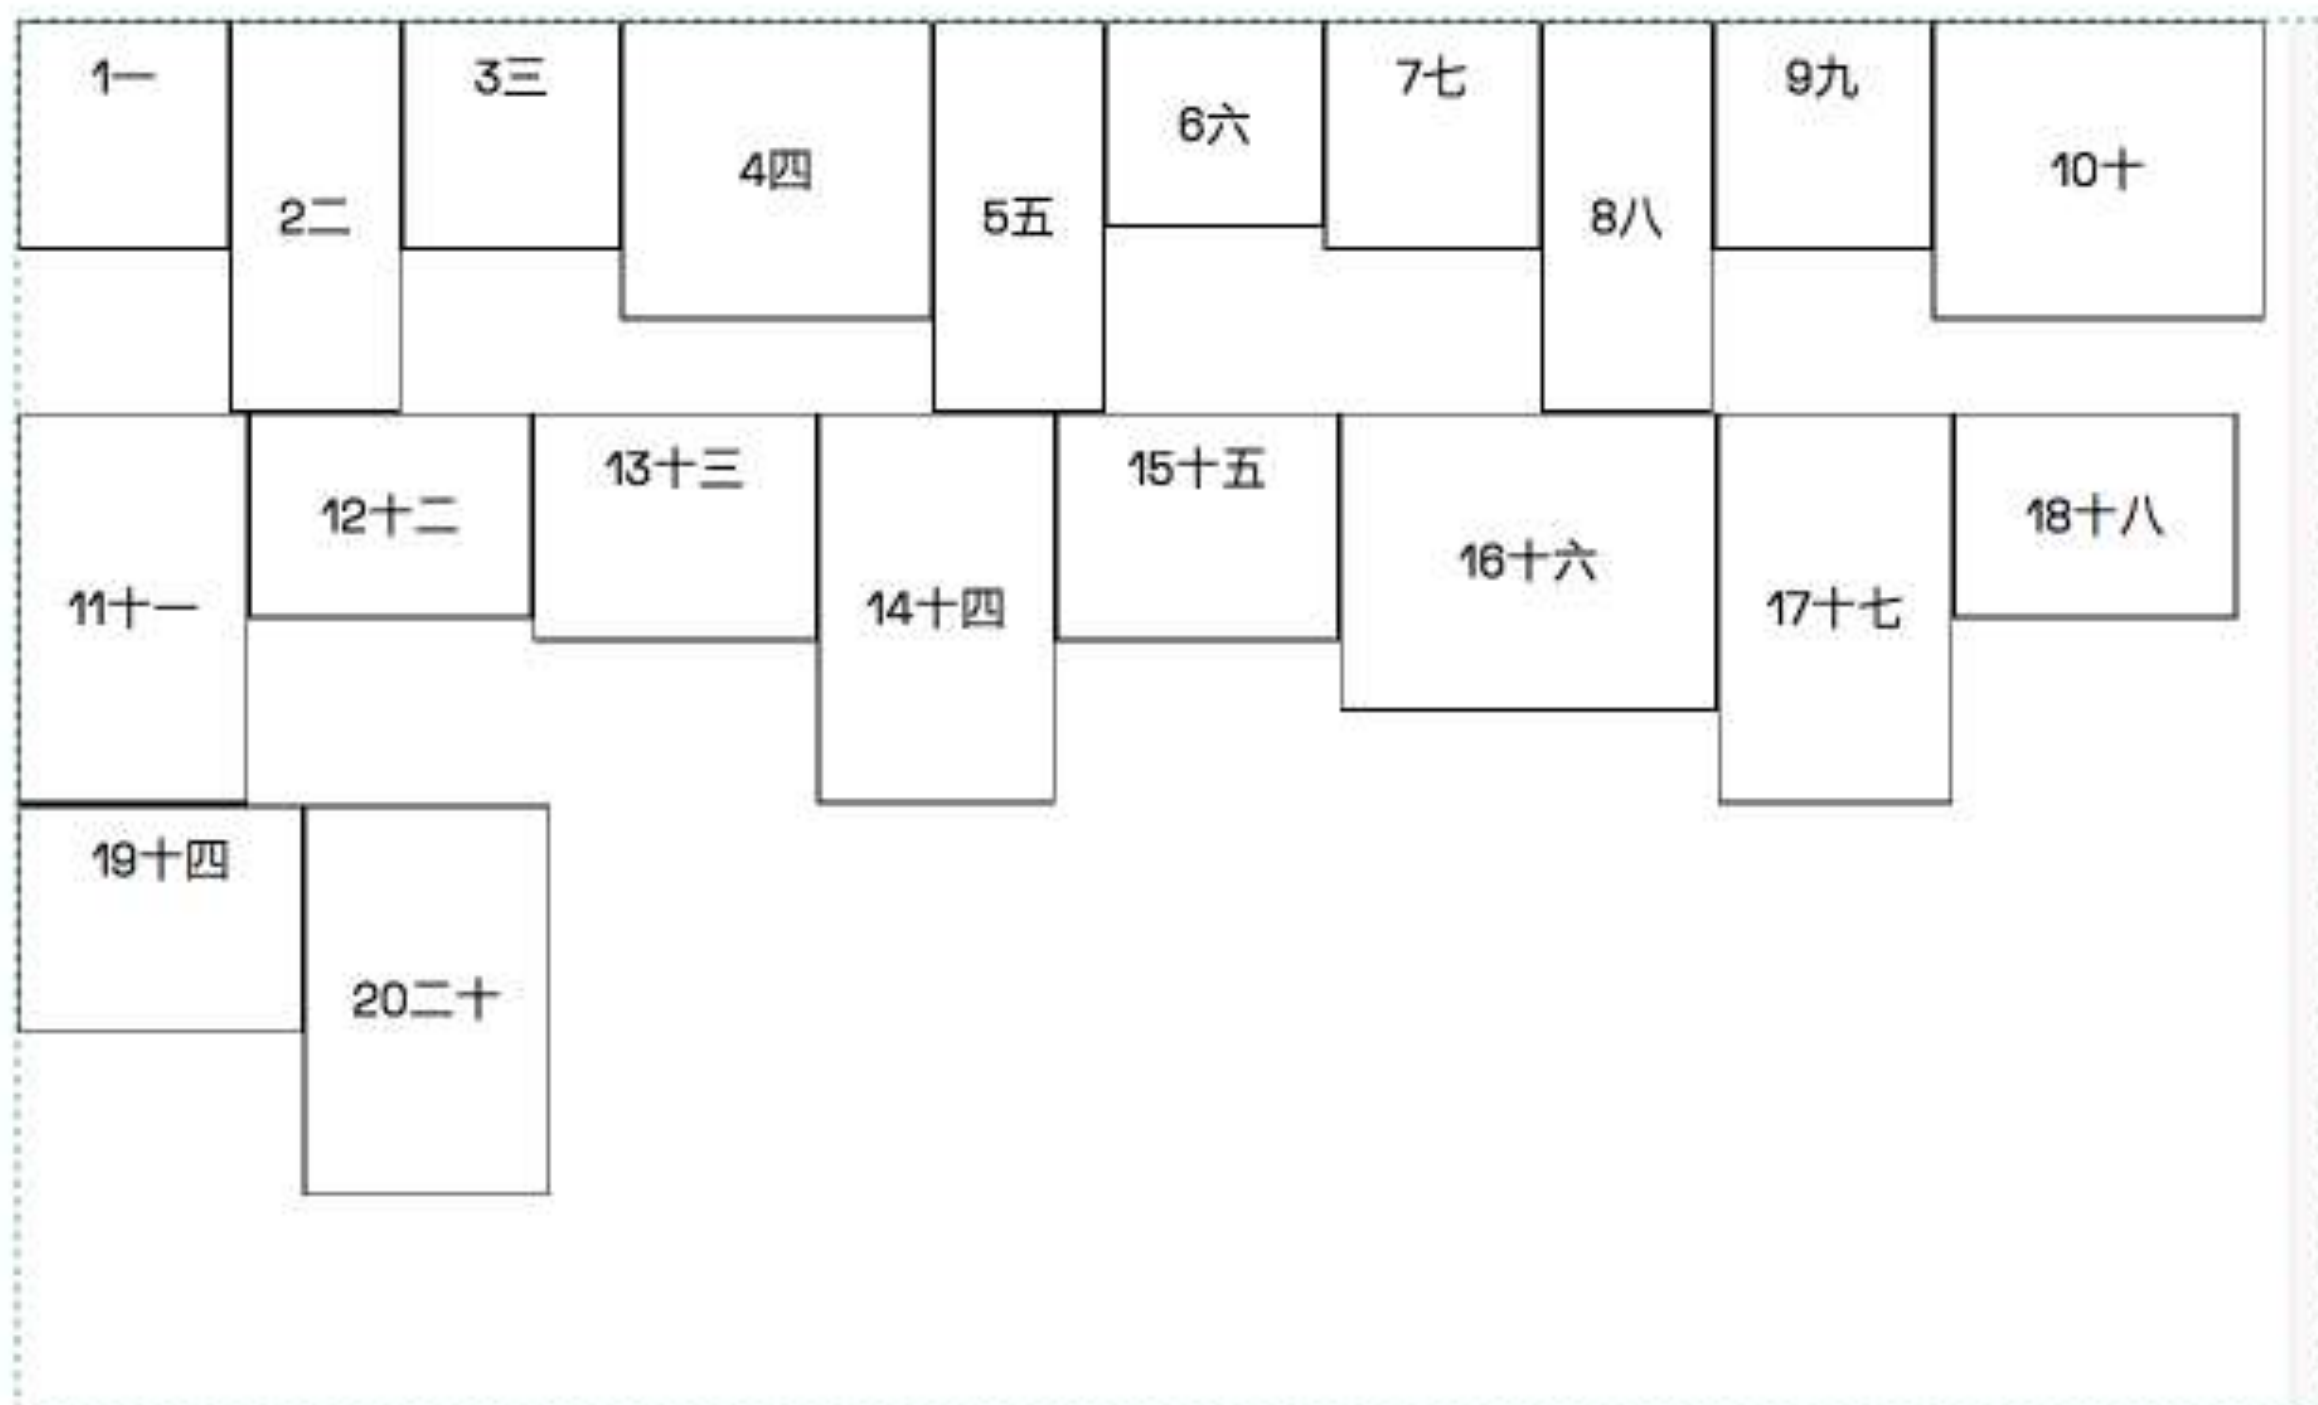 1一
2二
3三
4四
5五
6六
7七
8八
9九
10十
11十一
12十二
13十三
14十四
15十五
16十六
17十七
18十八
19十四
20二十